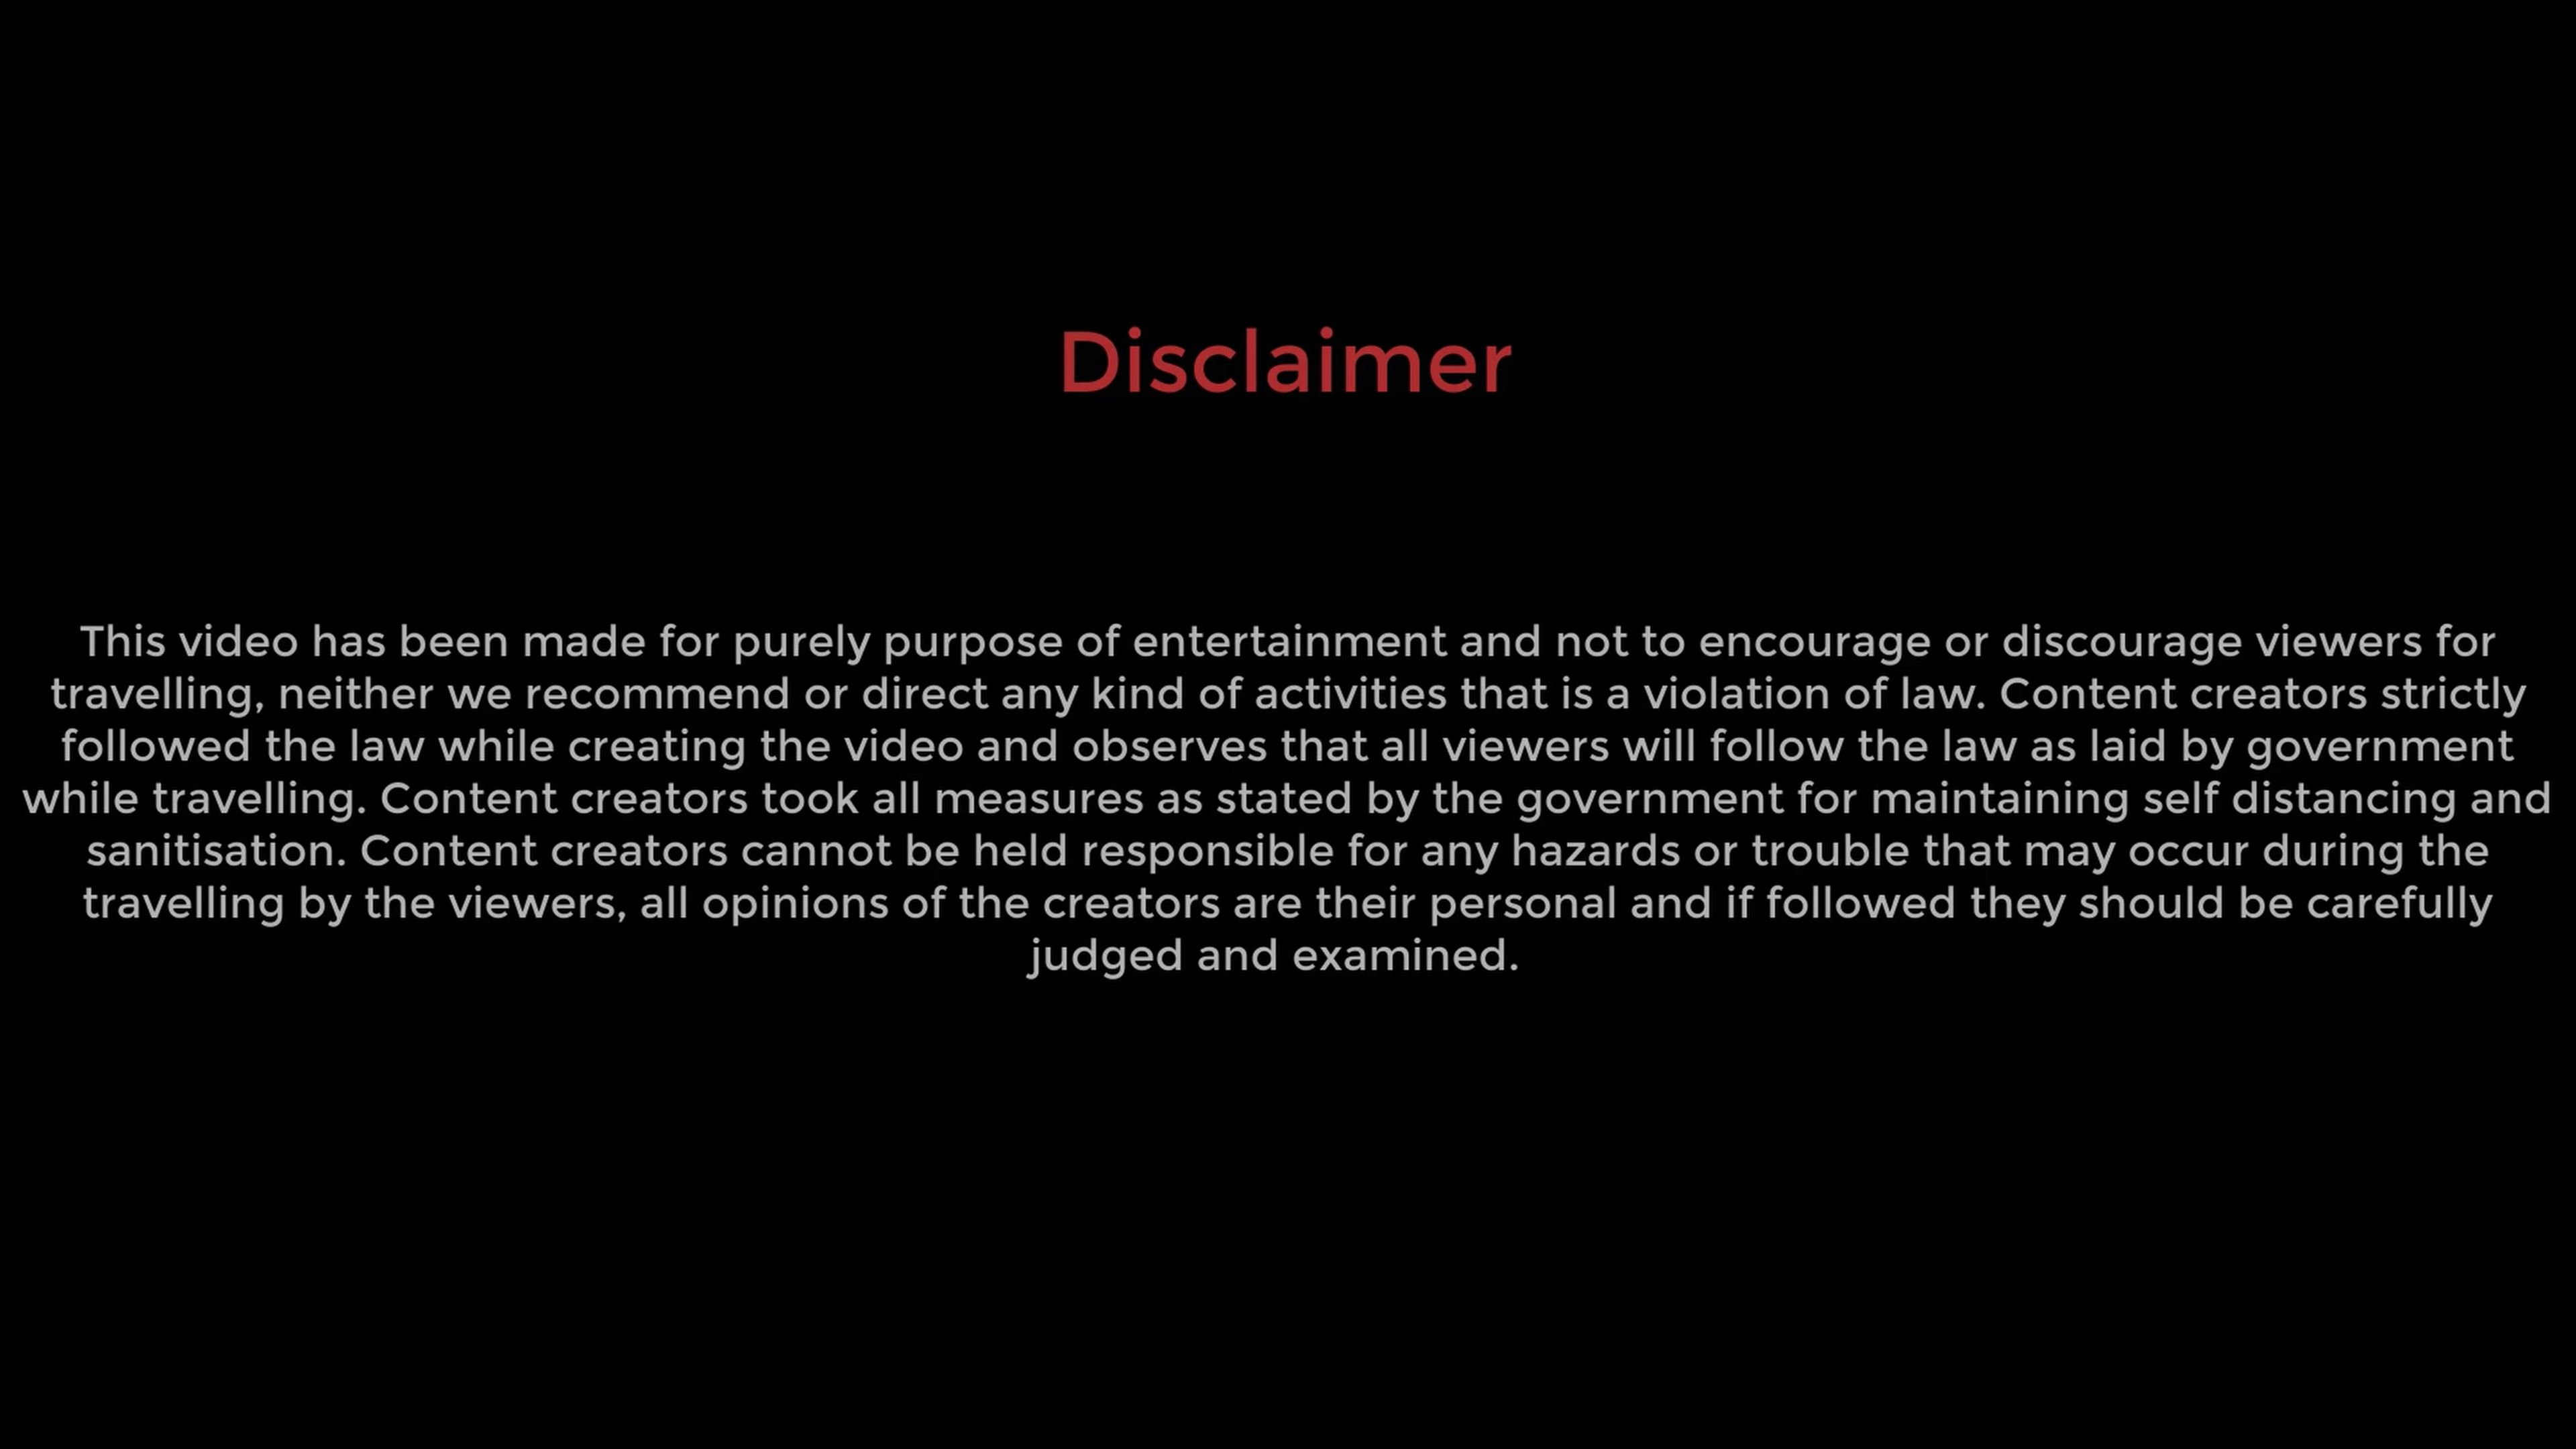 Disclaimer
This video has been made for purely purpose of entertainment and not to encourage or discourage viewers for
travelling, neither we recommend or direct any kind of activities that is a violation of law. Content creators strictly
followed the law while creating the video and observes that all viewers will follow the law as laid by government
while travelling. Content creators took all measures as stated by the government for maintaining self distancing and
sanitisation. Content creators cannot be held responsible for any hazards or trouble that may occur during the
travelling by the viewers, all opinions of the creators are their personal and if followed they should be carefully
judged and examined.